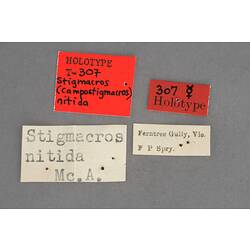 HOLOTYPE
T-307
Stigmacros
(Campostigmacros)
nitida
307 ☿
Holotype
Stigmacros
nitida
Mc. A.
Ferntree Gully, Vic.
F P Spry.